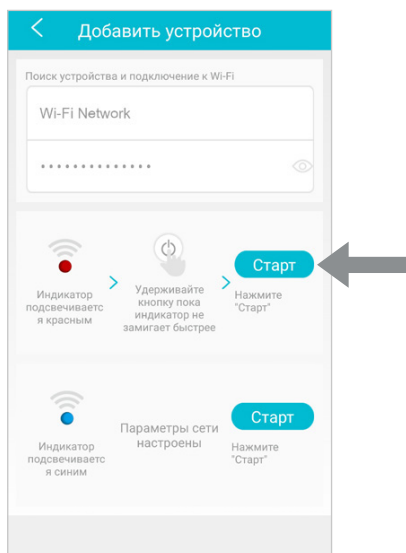 Добавить устройство
Поиск устройства и подключение к Wi-Fi
Wi-Fi Network
••••••••••••••
Индикатор
подсвечиваетс
я красным
Удерживайте
кнопку пока
индикатор не
замигает быстрее
Старт
Нажмите
"Старт"
Индикатор
подсвечиваетс
я синим
Параметры сети
настроены
Старт
Нажмите
"Старт"